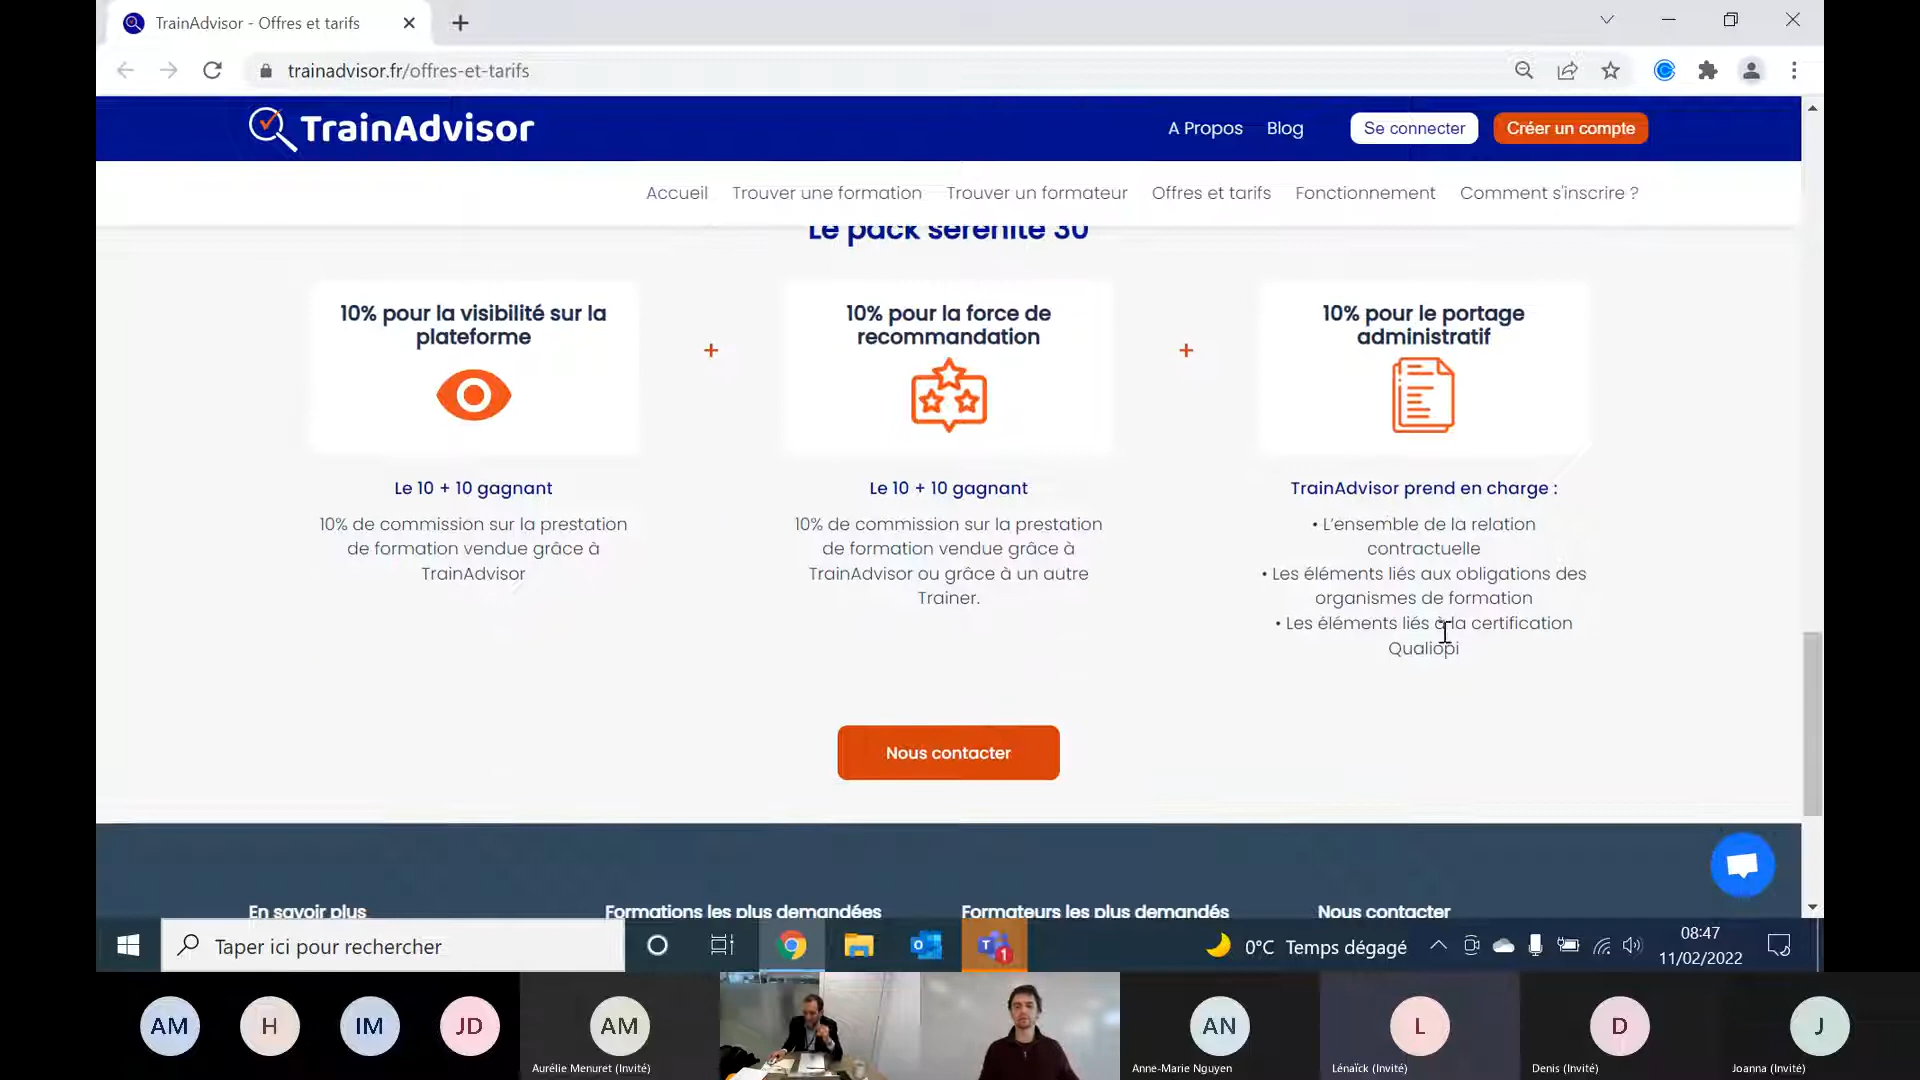 TrainAdvisor - Offres et tarifs
trainadvisor.fr/offres-et-tarifs
TrainAdvisor
A Propos
Blog
Se connecter
Créer un compte
Accueil
Trouver une formation
Trouver un formateur
Offres et tarifs
Fonctionnement
Comment s'inscrire ?
Le pack sérénité 30
10% pour la visibilité sur la
plateforme
+
10% pour la force de
recommandation
+
10% pour le portage
administratif
Le 10 + 10 gagnant
10% de commission sur la prestation
de formation vendue grâce à
TrainAdvisor
Le 10 + 10 gagnant
10% de commission sur la prestation
de formation vendue grâce à
TrainAdvisor ou grâce à un autre
Trainer.
TrainAdvisor prend en charge :
• L'ensemble de la relation
contractuelle
• Les éléments liés aux obligations des
organismes de formation
• Les éléments liés à la certification
Qualiopi
Nous contacter
En savoir plus
Formations les plus demandées
Formateurs les plus demandés
Nous contacter
Taper ici pour rechercher
1
0°C Temps dégagé
08:47
11/02/2022
AM
H
IM
JD
AM
Aurélie Menuret (Invité)
AN
Anne-Marie Nguyen
L
Lénaïck (Invité)
D
Denis (Invité)
J
Joanna (Invité)